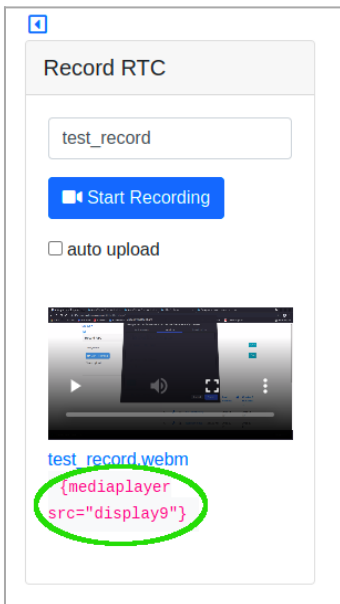 Record RTC
test_record
Start Recording
auto upload
test_record.webm
{mediaplayer
src="display9"}